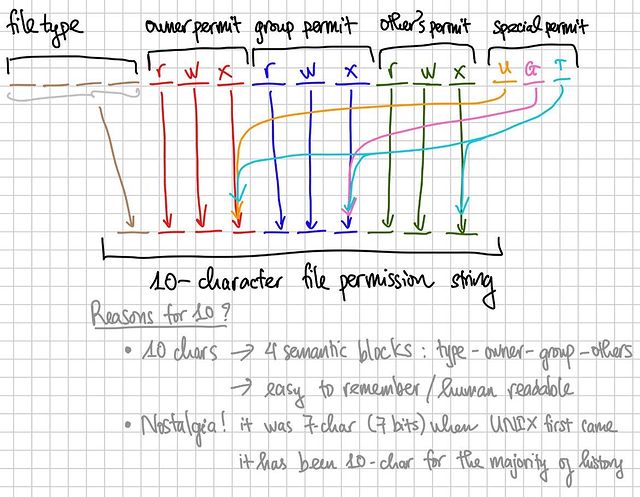 file type owner permit group permit other's permit special permit
r w x r w x r w x U G T
10-character file permission string
Reasons for 10?
• 10 chars → 4 semantic blocks : type-owner-group-others
→ easy to remember / human readable
• Nostalgia! it was 7-char (7 bits) when UNIX first came
it has been 10-char for the majority of history